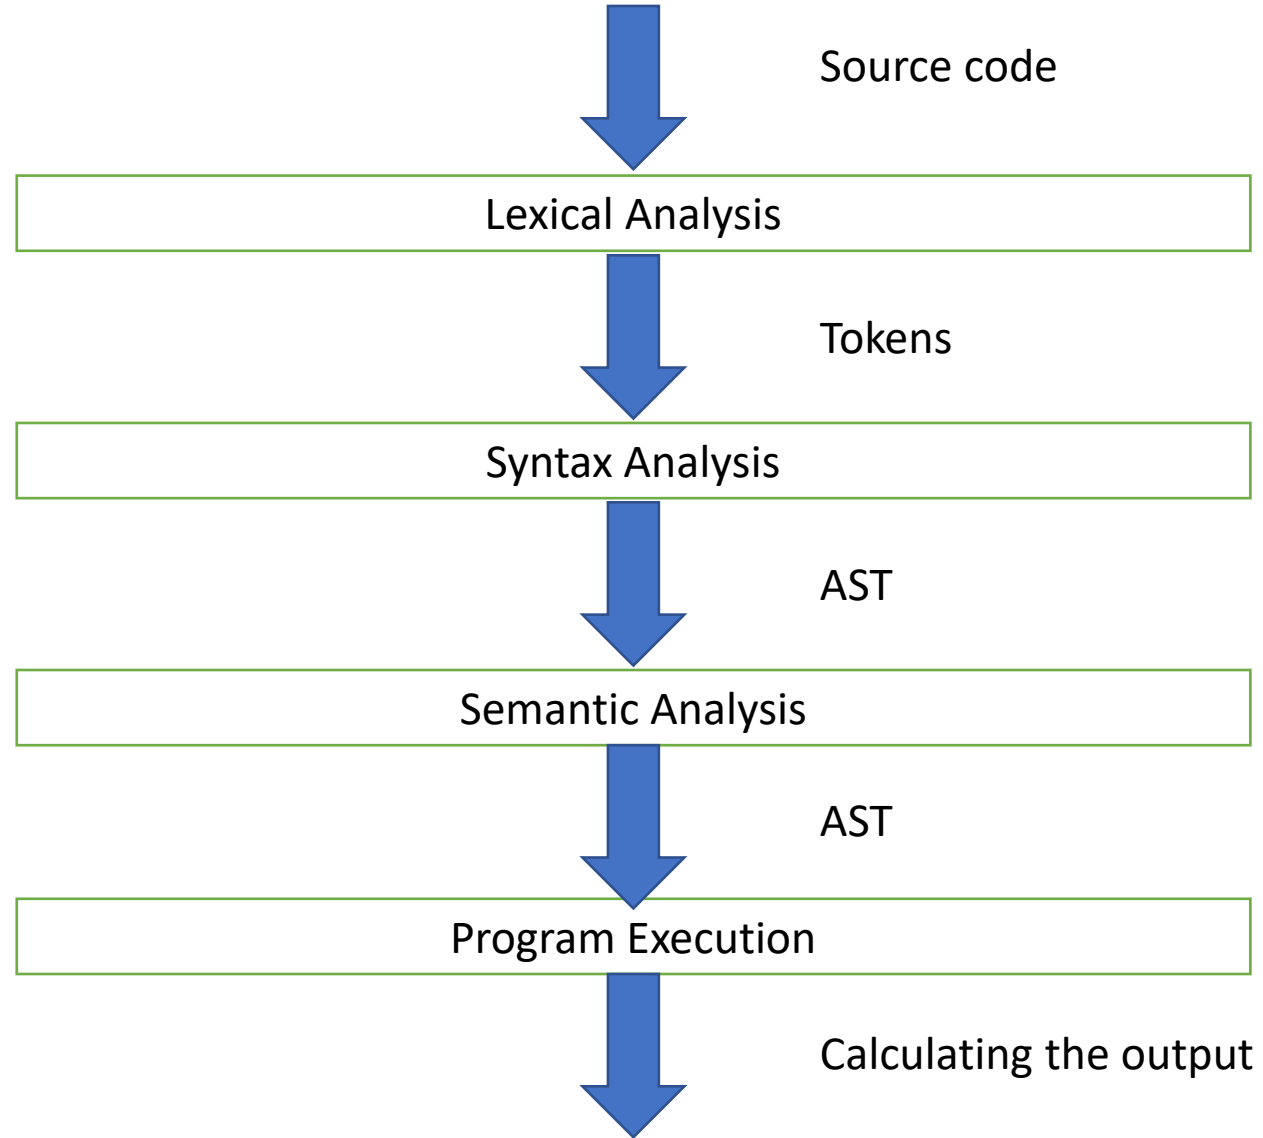 Source code
Lexical Analysis
Tokens
Syntax Analysis
AST
Semantic Analysis
AST
Program Execution
Calculating the output